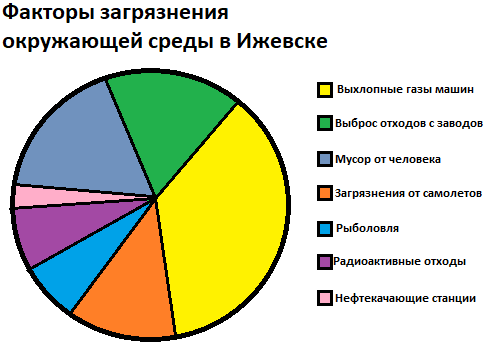 Факторы загрязнения
окружающей среды в Ижевске
Выхлопные газы машин
Выброс отходов с заводов
Мусор от человека
Загрязнения от самолетов
Рыболовля
Радиоактивные отходы
Нефтекачающие станции